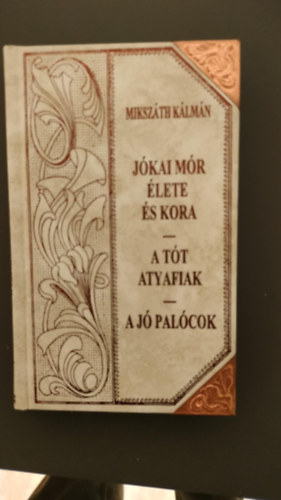 MIKSZÁTH KÁLMÁN
JÓKAI MÓR
ÉLETE
ÉS KORA
—
A TÓT
ATYAFIAK
—
A JÓ PALÓCOK